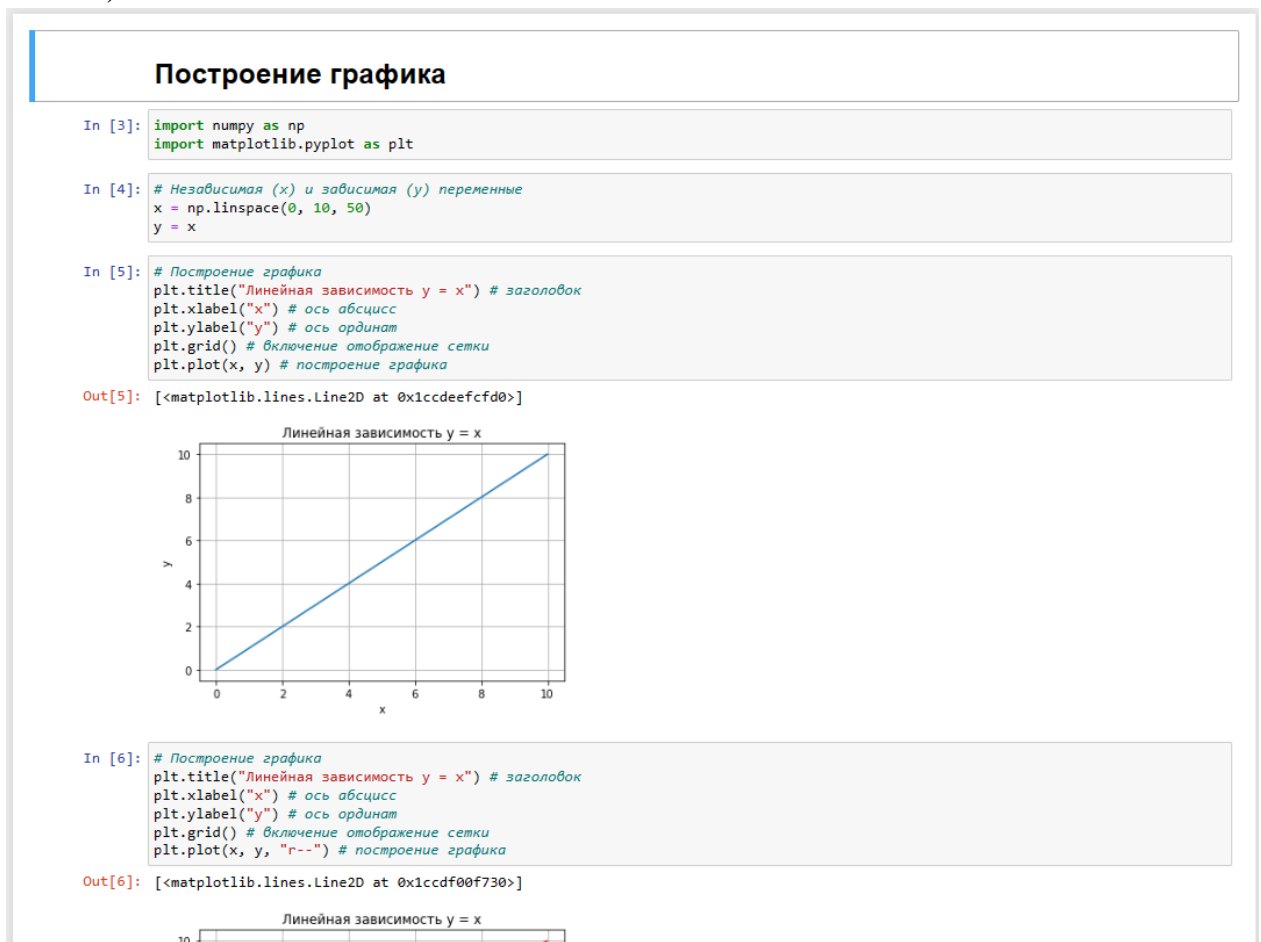 Построение графика
In [3]: import numpy as np
import matplotlib.pyplot as plt
In [4]: # Независимая (x) и зависимая (y) переменные
x = np.linspace(0, 10, 50)
y = x
In [5]: # Построение графика
plt.title("Линейная зависимость y = x") # заголовок
plt.xlabel("x") # ось абсцисс
plt.ylabel("y") # ось ординат
plt.grid() # включение отображение сетки
plt.plot(x, y) # построение графика
Out[5]: [<matplotlib.lines.Line2D at 0x1ccdeefcfd0>]
Линейная зависимость y = x
10
8
6
y
4
2
0
0 2 4 6 8 10
x
In [6]: # Построение графика
plt.title("Линейная зависимость y = x") # заголовок
plt.xlabel("x") # ось абсцисс
plt.ylabel("y") # ось ординат
plt.grid() # включение отображение сетки
plt.plot(x, y, "r--") # построение графика
Out[6]: [<matplotlib.lines.Line2D at 0x1ccdf00f730>]
Линейная зависимость y = x
10